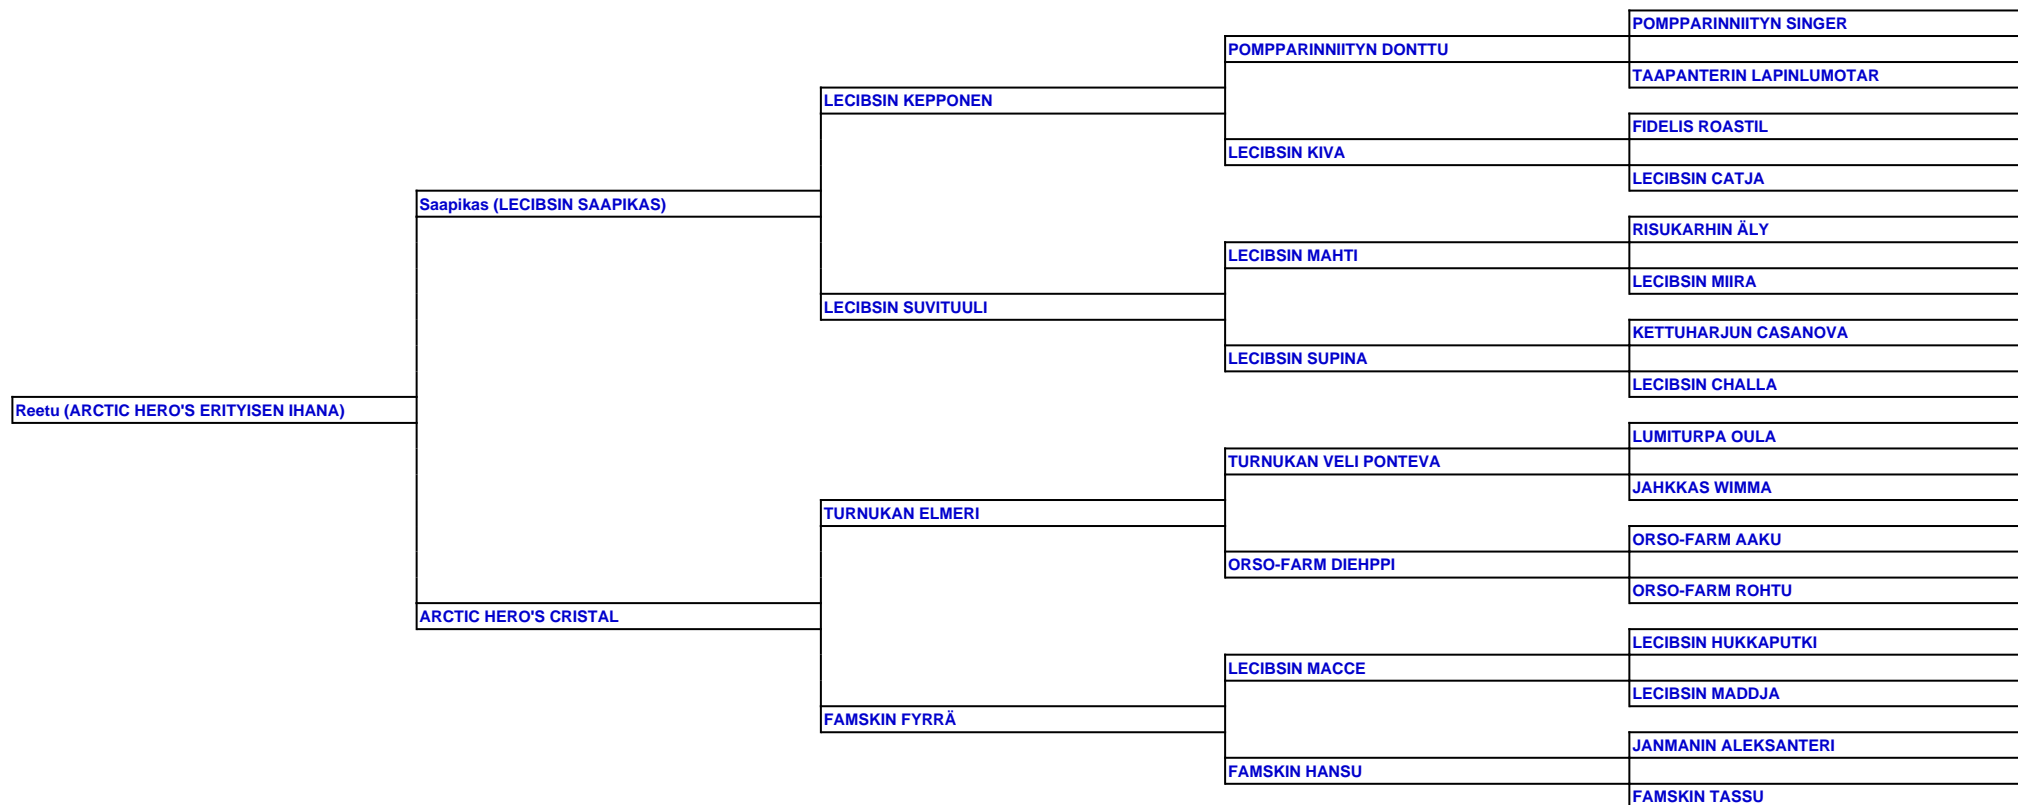 POMPPARINNIITYN SINGER
POMPPARINNIITYN DONTTU
TAAPANTERIN LAPINLUMOTAR
LECIBSIN KEPPONEN
FIDELIS ROASTIL
LECIBSIN KIVA
LECIBSIN CATJA
Saapikas (LECIBSIN SAAPIKAS)
RISUKARHIN ÄLY
LECIBSIN MAHTI
LECIBSIN MIIRA
LECIBSIN SUVITUULI
KETTUHARJUN CASANOVA
LECIBSIN SUPINA
LECIBSIN CHALLA
Reetu (ARCTIC HERO'S ERITYISEN IHANA)
LUMITURPA OULA
TURNUKAN VELI PONTEVA
JAHKKAS WIMMA
TURNUKAN ELMERI
ORSO-FARM AAKU
ORSO-FARM DIEHPPI
ORSO-FARM ROHTU
ARCTIC HERO'S CRISTAL
LECIBSIN HUKKAPUTKI
LECIBSIN MACCE
LECIBSIN MADDJA
FAMSKIN FYRRÄ
JANMANIN ALEKSANTERI
FAMSKIN HANSU
FAMSKIN TASSU